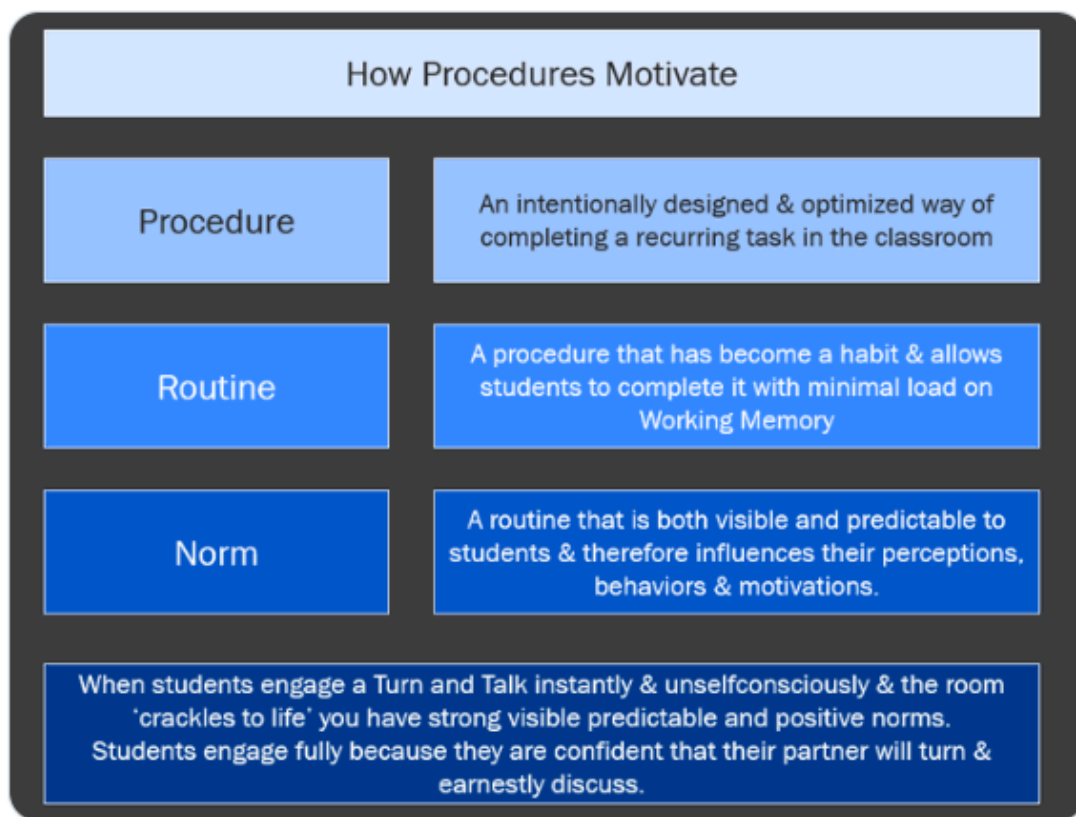 How Procedures Motivate
Procedure
An intentionally designed & optimized way of
completing a recurring task in the classroom
Routine
A procedure that has become a habit & allows
students to complete it with minimal load on
Working Memory
Norm
A routine that is both visible and predictable to
students & therefore influences their perceptions,
behaviors & motivations.
When students engage a Turn and Talk instantly & unselfconsciously & the room
‘crackles to life’ you have strong visible predictable and positive norms.
Students engage fully because they are confident that their partner will turn &
earnestly discuss.